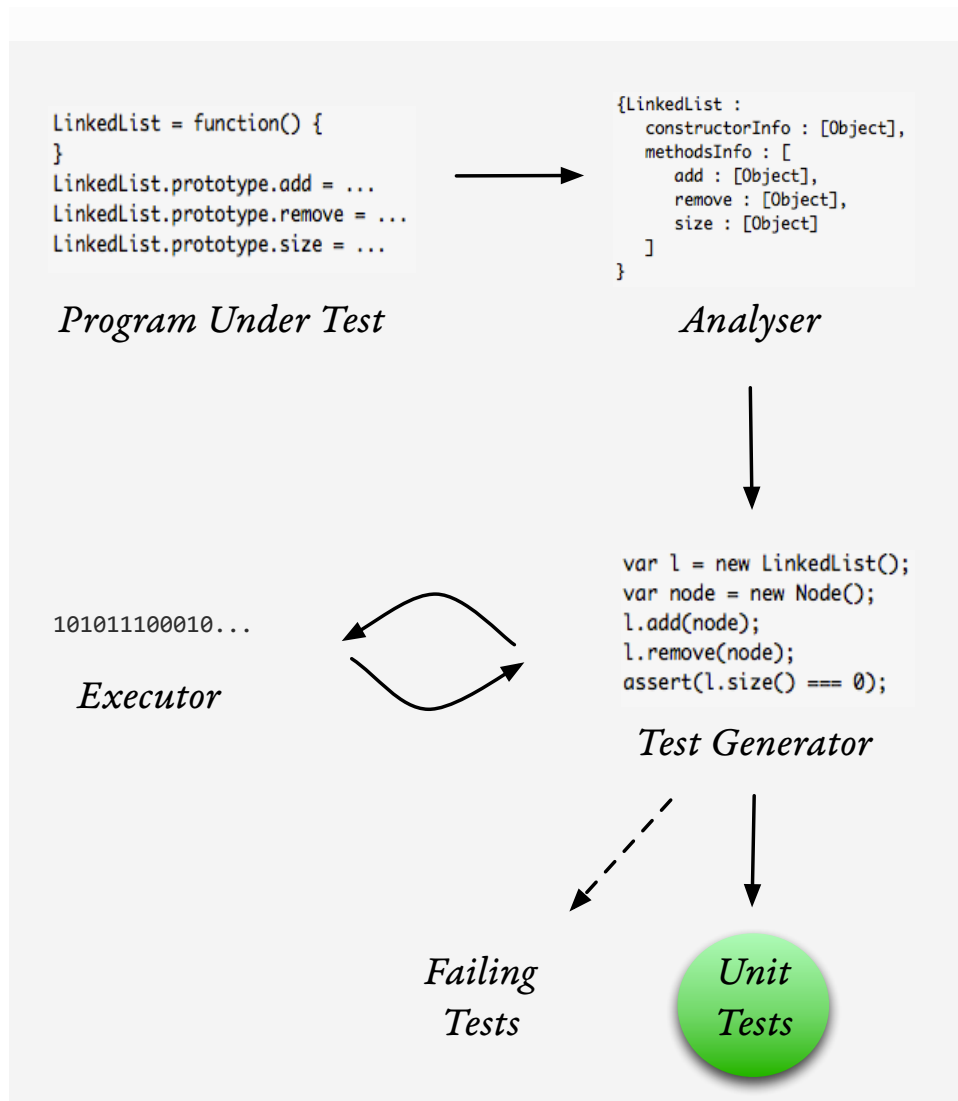 LinkedList = function() {
}
LinkedList.prototype.add = ...
LinkedList.prototype.remove = ...
LinkedList.prototype.size = ...
Program Under Test
{LinkedList :
constructorInfo : [Object],
methodsInfo : [
add : [Object],
remove : [Object],
size : [Object]
]
}
Analyser
101011100010...
Executor
var l = new LinkedList();
var node = new Node();
l.add(node);
l.remove(node);
assert(l.size() === 0);
Test Generator
Failing
Tests
Unit
Tests